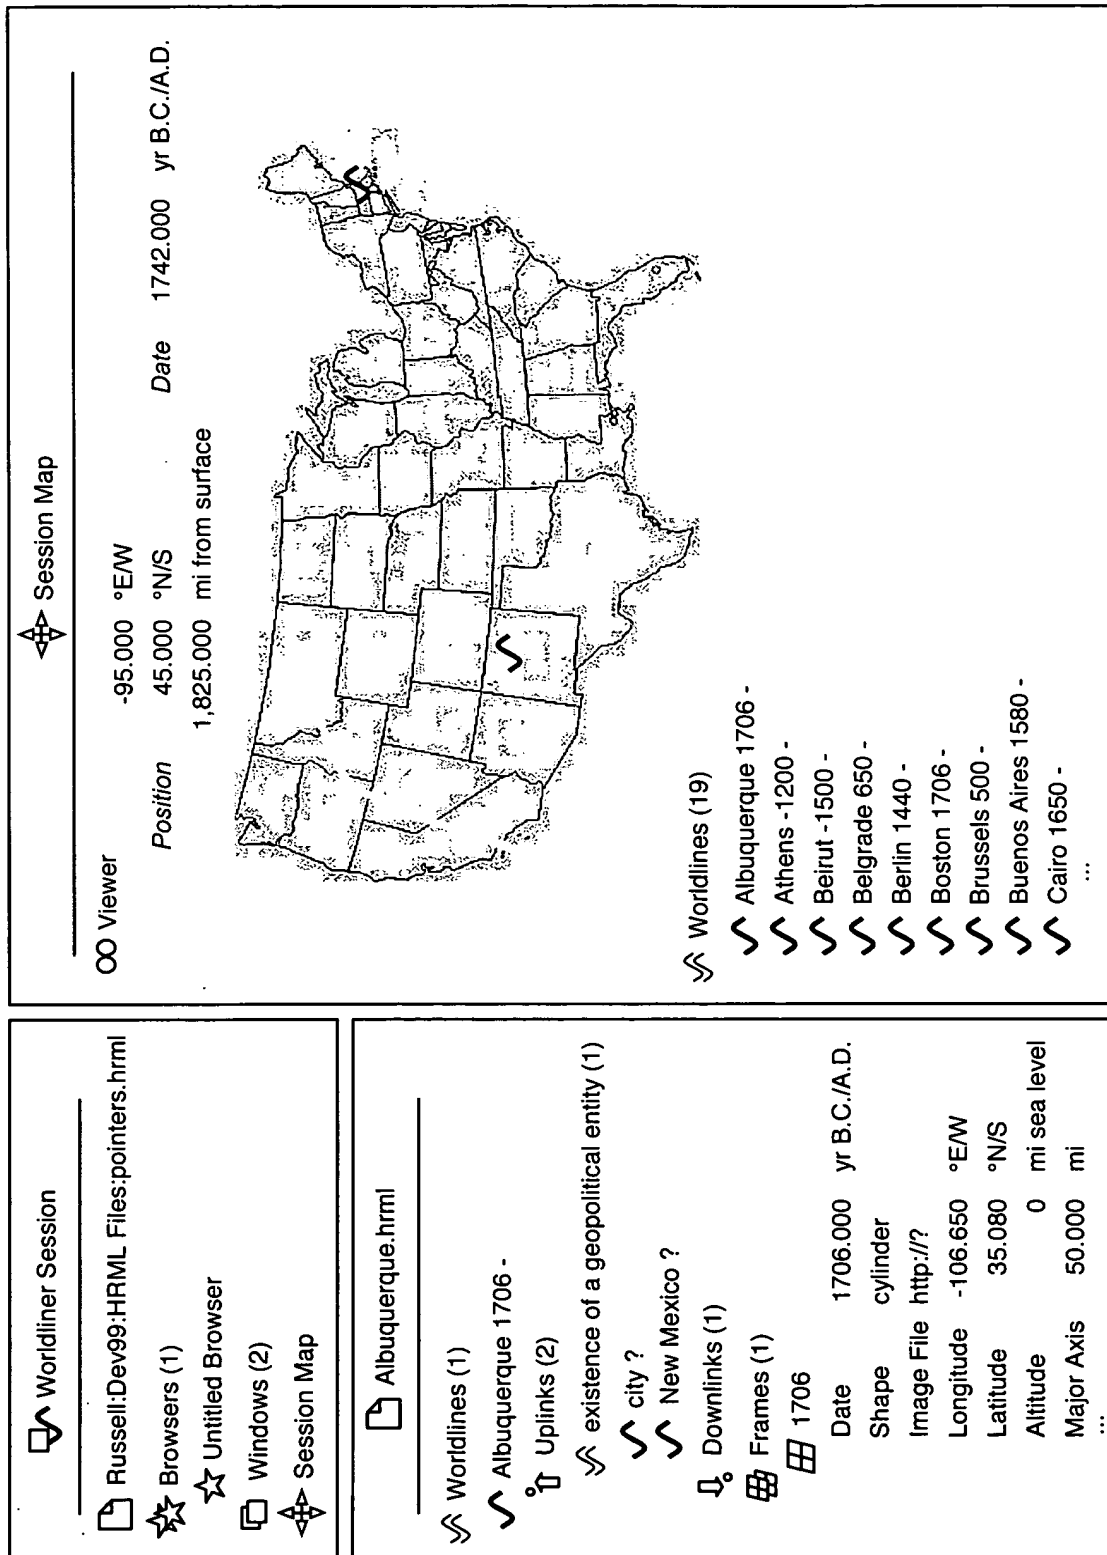 Worldliner Session
Russell:Dev99:HRML Files:pointers.hrml
Browsers (1)
Untitled Browser
Windows (2)
Session Map
Albuquerque.hrml
Worldlines (1)
Albuquerque 1706 -
Uplinks (2)
existence of a geopolitical entity (1)
city ?
New Mexico ?
Downlinks (1)
Frames (1)
1706
Date 1706.000 yr B.C./A.D.
Shape cylinder
Image File http://?
Longitude -106.650 °E/W
Latitude 35.080 °N/S
Altitude 0 mi sea level
Major Axis 50.000 mi
...
Session Map
Viewer
-95.000 °E/W
Position 45.000 °N/S Date 1742.000 yr B.C./A.D.
1,825.000 mi from surface
Worldlines (19)
Albuquerque 1706 -
Athens -1200 -
Beirut -1500 -
Belgrade 650 -
Berlin 1440 -
Boston 1706 -
Brussels 500 -
Buenos Aires 1580 -
Cairo 1650 -
...